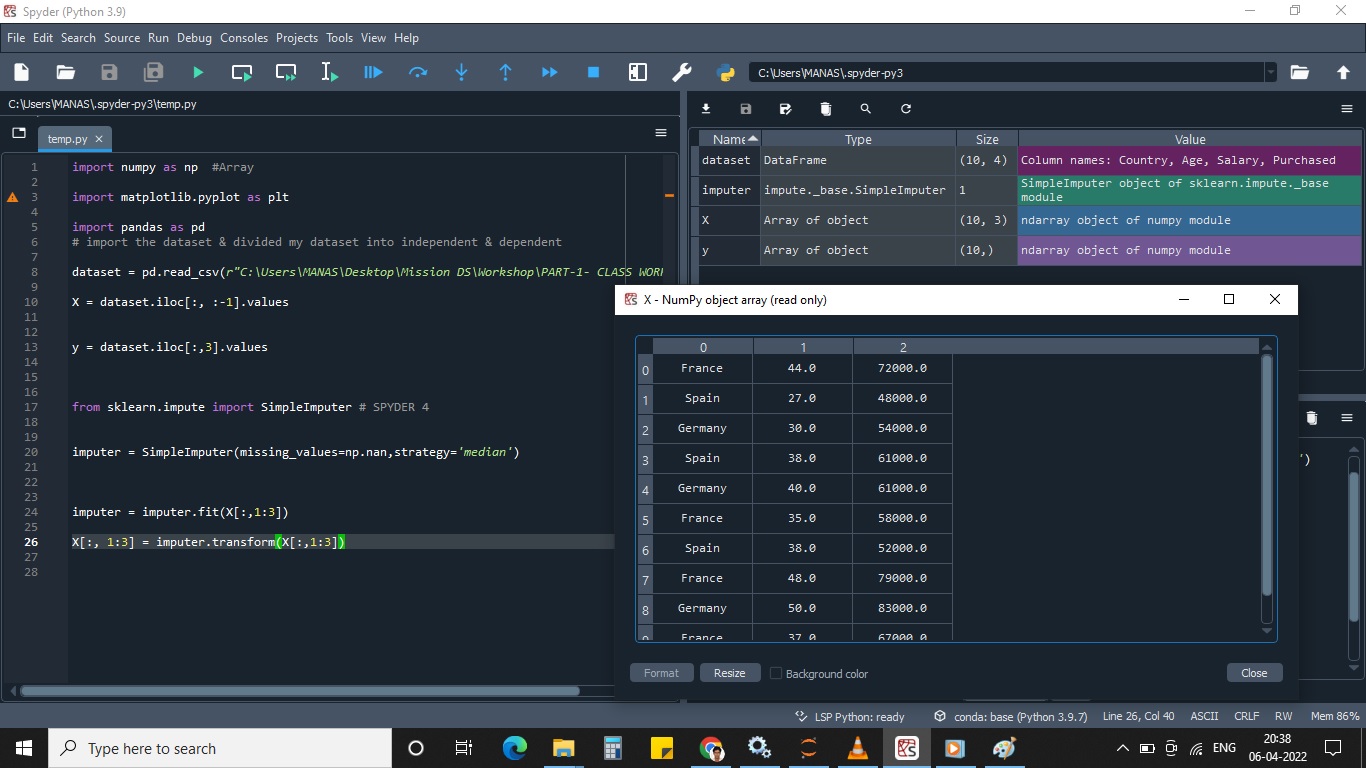 Spyder (Python 3.9)
File Edit Search Source Run Debug Consoles Projects Tools View Help
C:\Users\MANAS\.spyder-py3
C:\Users\MANAS\.spyder-py3\temp.py
temp.py
1 import numpy as np  #Array
2
3 import matplotlib.pyplot as plt
4
5 import pandas as pd
6 # import the dataset & divided my dataset into independent & dependent
7
8 dataset = pd.read_csv(r"C:\Users\MANAS\Desktop\Mission DS\Workshop\PART-1- CLASS WOR
9
10 X = dataset.iloc[:, :-1].values
11
12
13 y = dataset.iloc[:,3].values
14
15
16
17 from sklearn.impute import SimpleImputer # SPYDER 4
18
19
20 imputer = SimpleImputer(missing_values=np.nan,strategy='median')
21
22
23
24 imputer = imputer.fit(X[:,1:3])
25
26 X[:, 1:3] = imputer.transform(X[:,1:3])
27
28
Name Type Size Value
dataset DataFrame (10, 4) Column names: Country, Age, Salary, Purchased
imputer impute._base.SimpleImputer 1 SimpleImputer object of sklearn.impute._base
module
X Array of object (10, 3) ndarray object of numpy module
y Array of object (10,) ndarray object of numpy module
X - NumPy object array (read only)
0 1 2
0 France 44.0 72000.0
1 Spain 27.0 48000.0
2 Germany 30.0 54000.0
3 Spain 38.0 61000.0
4 Germany 40.0 61000.0
5 France 35.0 58000.0
6 Spain 38.0 52000.0
7 France 48.0 79000.0
8 Germany 50.0 83000.0
9 France 37.0 67000.0
Format Resize Background color Close
')
LSP Python: ready conda: base (Python 3.9.7) Line 26, Col 40 ASCII CRLF RW Mem 86%
Type here to search
ENG
20:38
06-04-2022